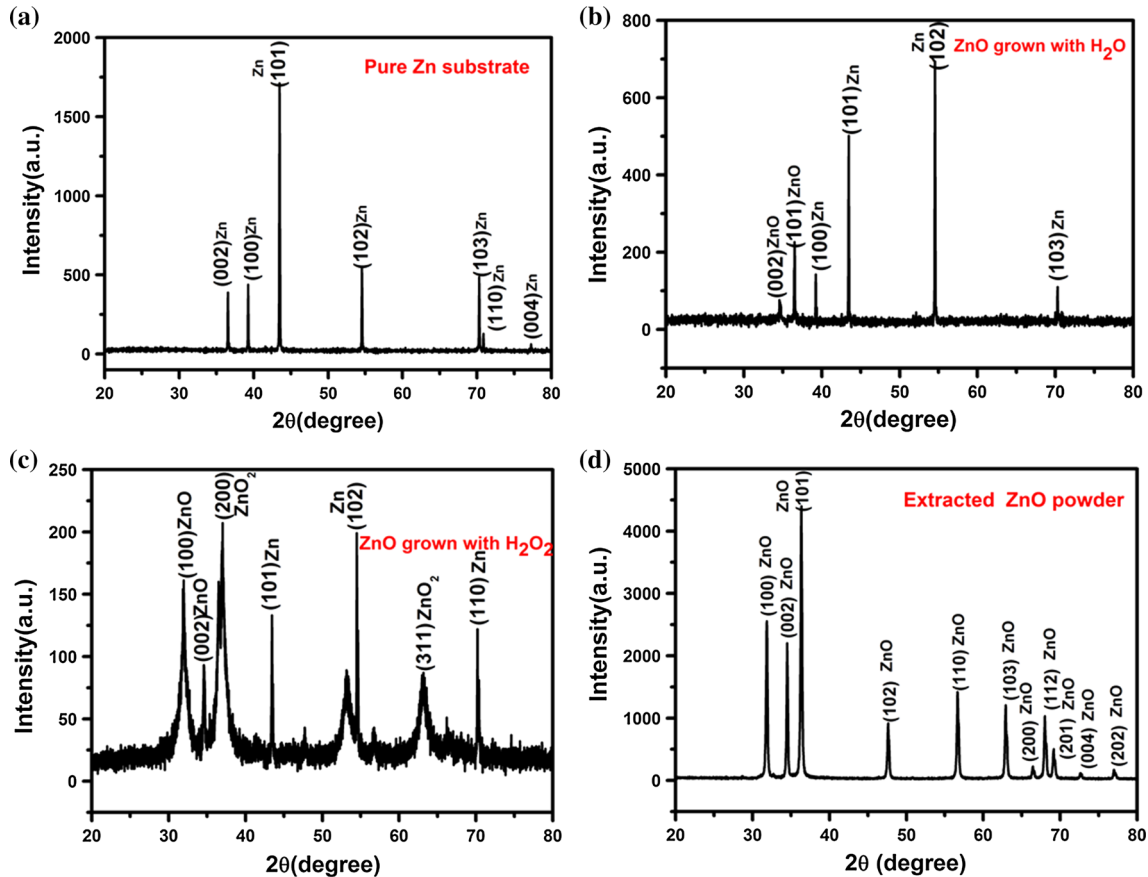 (a)
Pure Zn substrate
Intensity(a.u.)
2000
1500
1000
500
0
(002)Zn
(100)Zn
Zn
(101)
(102)Zn
(103)Zn
(110)Zn
(004)Zn
20 30 40 50 60 70 80
2θ(degree)
(b)
ZnO grown with H₂O
Intensity(a.u.)
800
600
400
200
0
(002)ZnO
(101)ZnO
(100)Zn
(101)Zn
Zn
(102)
(103)Zn
20 30 40 50 60 70 80
2θ(degree)
(c)
ZnO grown with H₂O₂
Intensity(a.u.)
250
200
150
100
50
0
(100)ZnO
(002)ZnO
(200)
ZnO₂
(101)Zn
Zn
(102)
(311)ZnO₂
(110)Zn
20 30 40 50 60 70 80
2θ(degree)
(d)
Extracted ZnO powder
Intensity(a.u.)
5000
4000
3000
2000
1000
0
(100) ZnO
(002) ZnO
ZnO
(101)
(102) ZnO
(110) ZnO
(103) ZnO
(200) ZnO
(112) ZnO
(201) ZnO
(004) ZnO
(202) ZnO
20 30 40 50 60 70 80
2θ (degree)